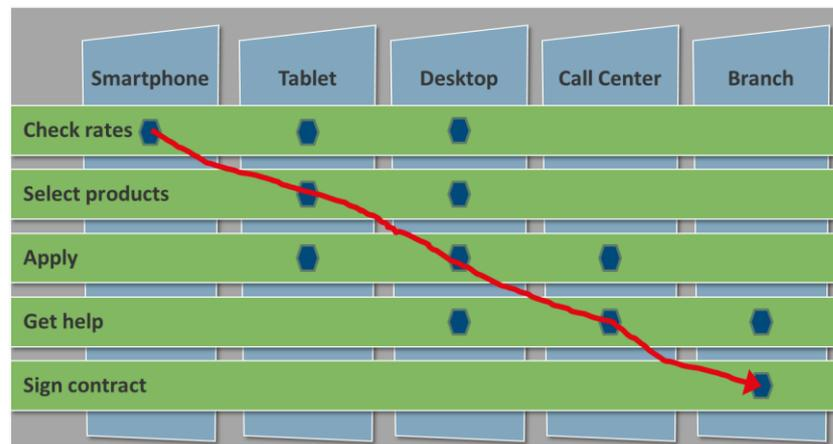 Smartphone Tablet Desktop Call Center Branch
Check rates
Select products
Apply
Get help
Sign contract